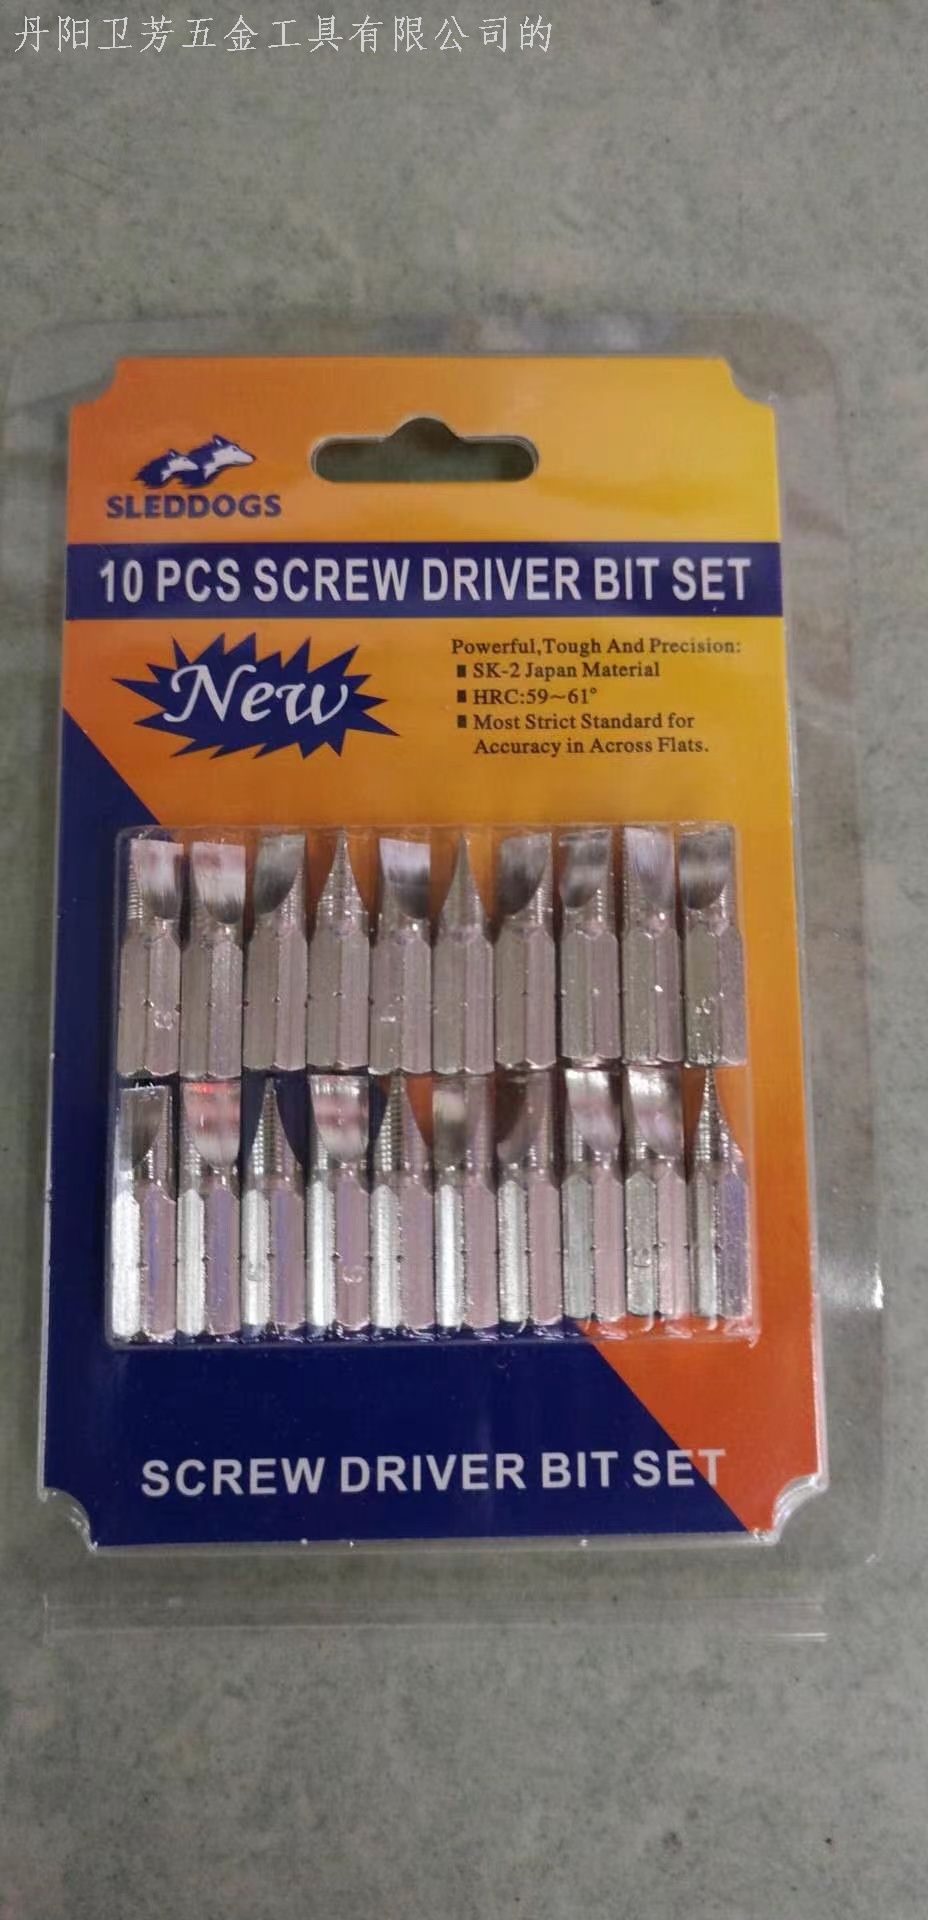 丹阳卫芳五金工具有限公司的
SLEDDOGS
10 PCS SCREW DRIVER BIT SET
New
Powerful,Tough And Precision:
■ SK-2 Japan Material
■ HRC:59~61°
■ Most Strict Standard for
Accuracy in Across Flats.
SCREW DRIVER BIT SET